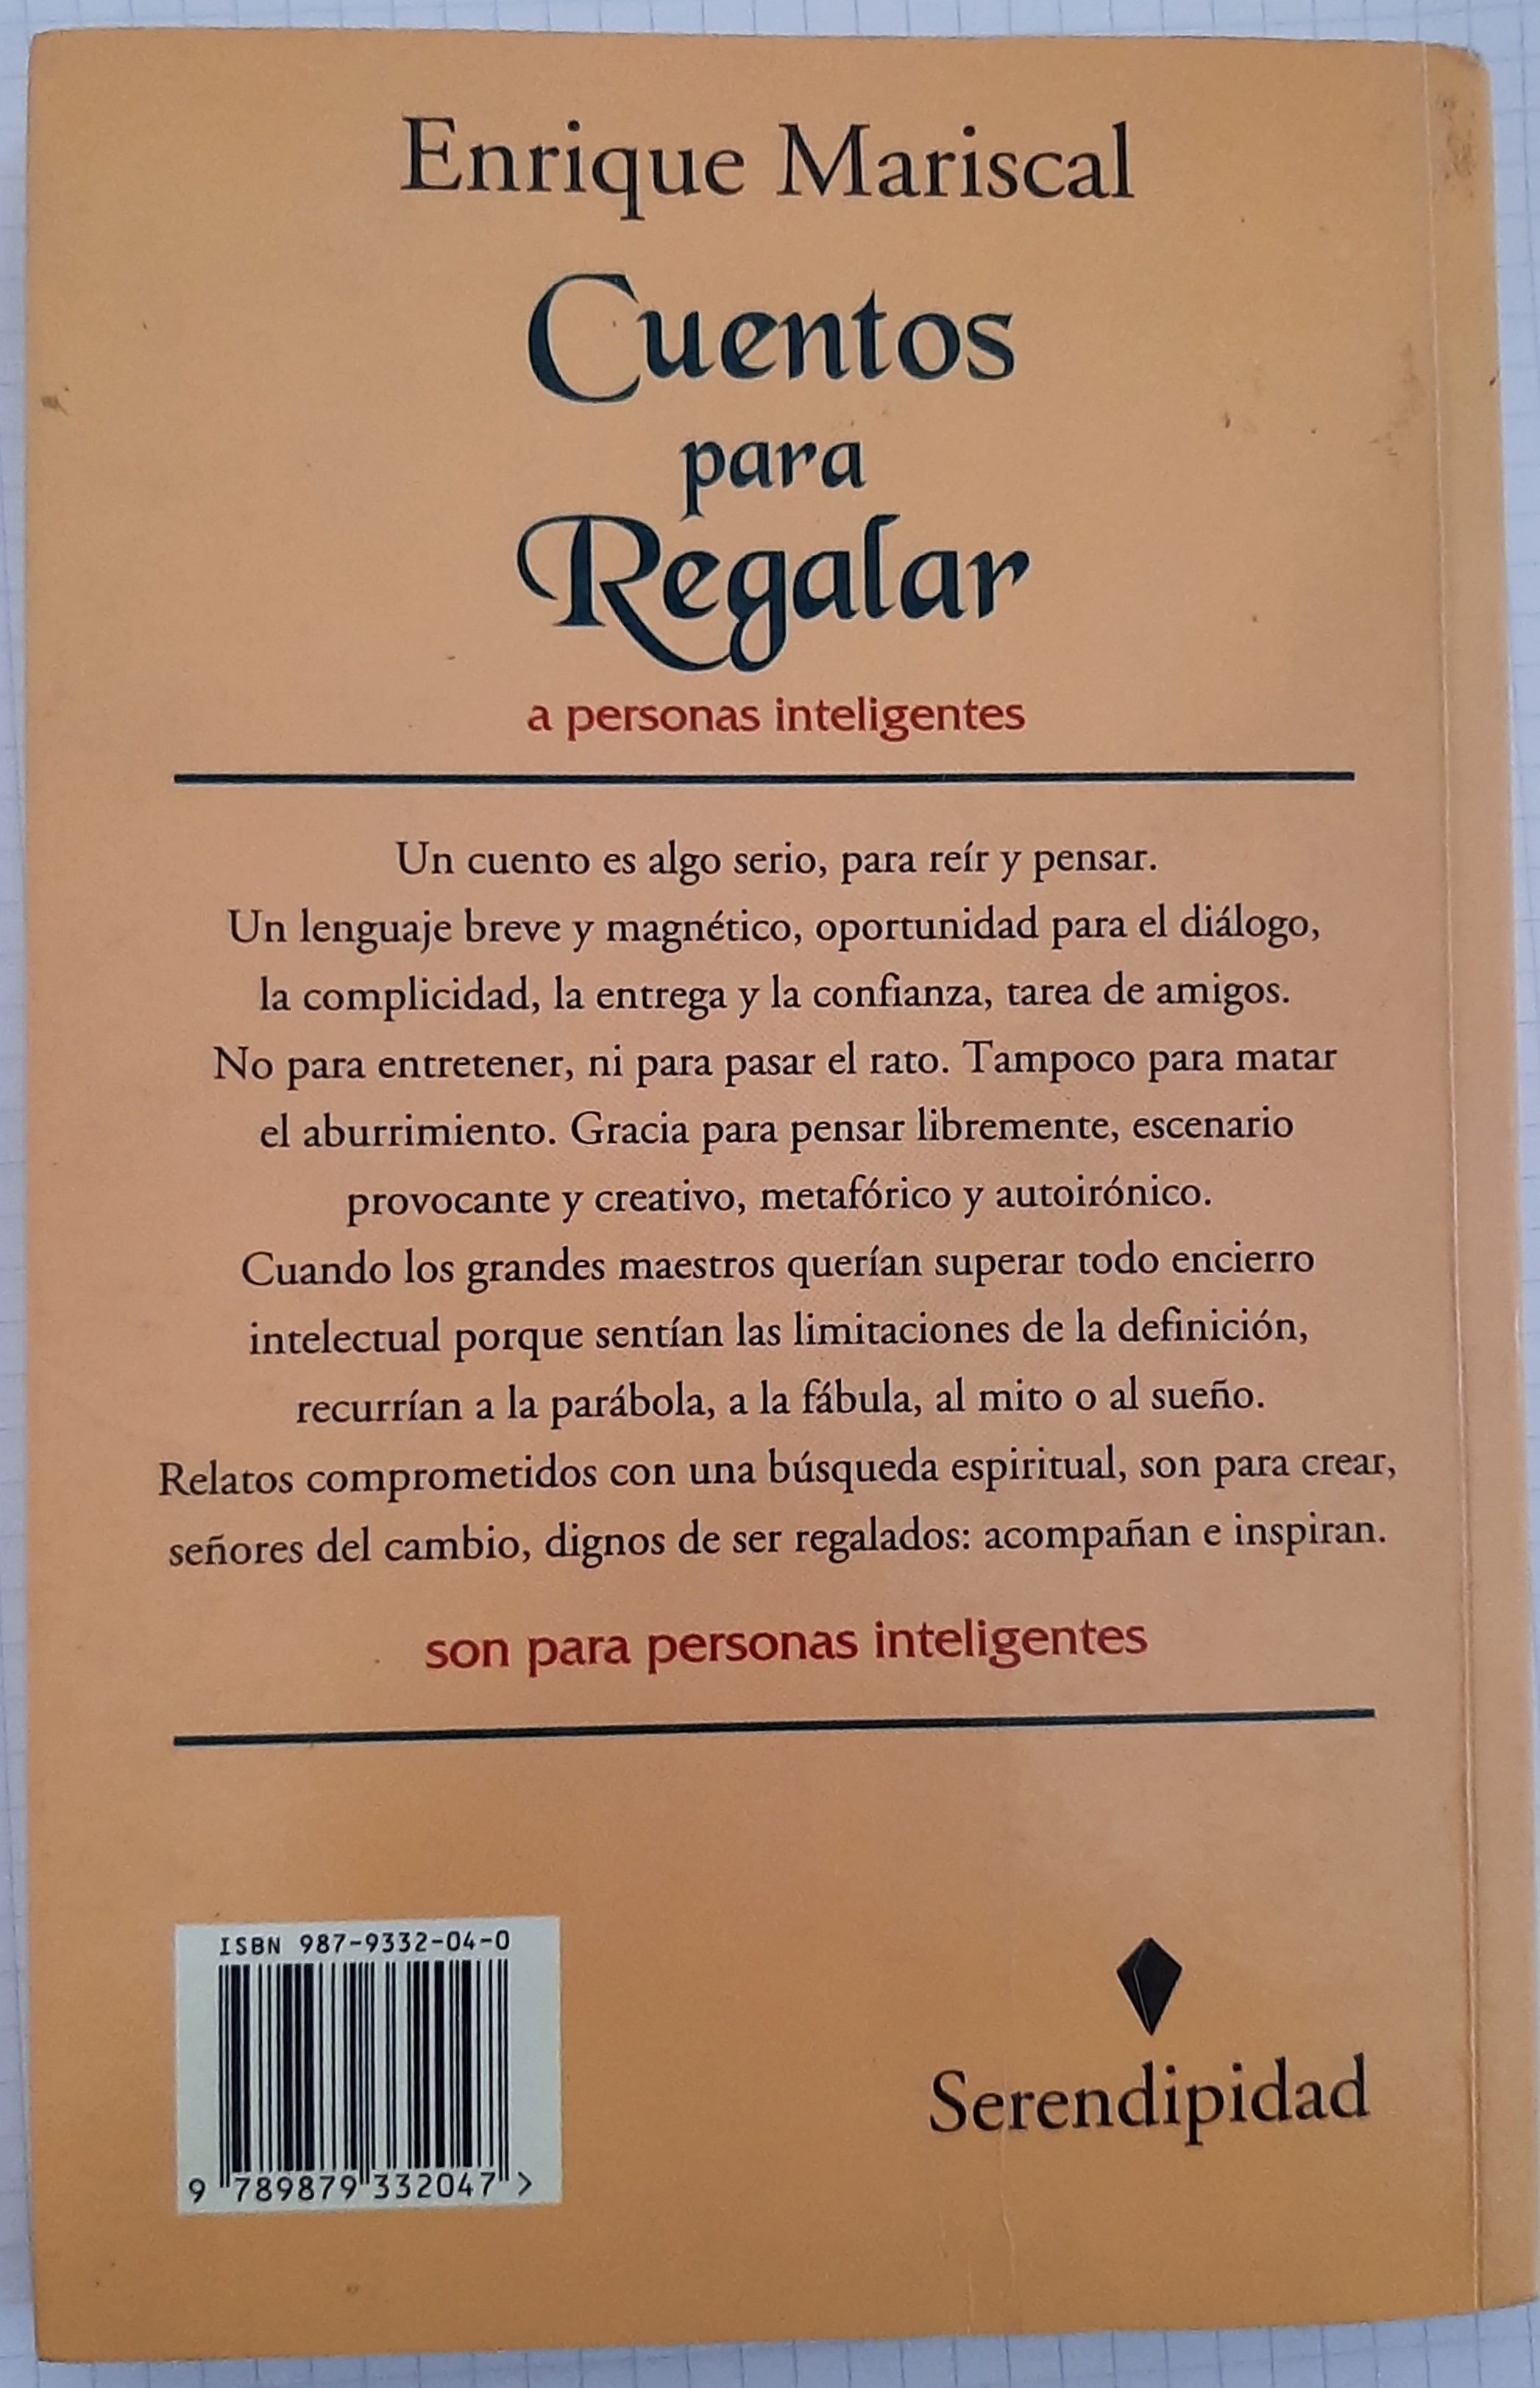 Enrique Mariscal
Cuentos
para
Regalar
a personas inteligentes
Un cuento es algo serio, para reír y pensar.
Un lenguaje breve y magnético, oportunidad para el diálogo,
la complicidad, la entrega y la confianza, tarea de amigos.
No para entretener, ni para pasar el rato. Tampoco para matar
el aburrimiento. Gracia para pensar libremente, escenario
provocante y creativo, metafórico y autoirónico.
Cuando los grandes maestros querían superar todo encierro
intelectual porque sentían las limitaciones de la definición,
recurrían a la parábola, a la fábula, al mito o al sueño.
Relatos comprometidos con una búsqueda espiritual, son para crear,
señores del cambio, dignos de ser regalados: acompañan e inspiran.
son para personas inteligentes
ISBN 987-9332-04-0
9 789879 332047 >
Serendipidad